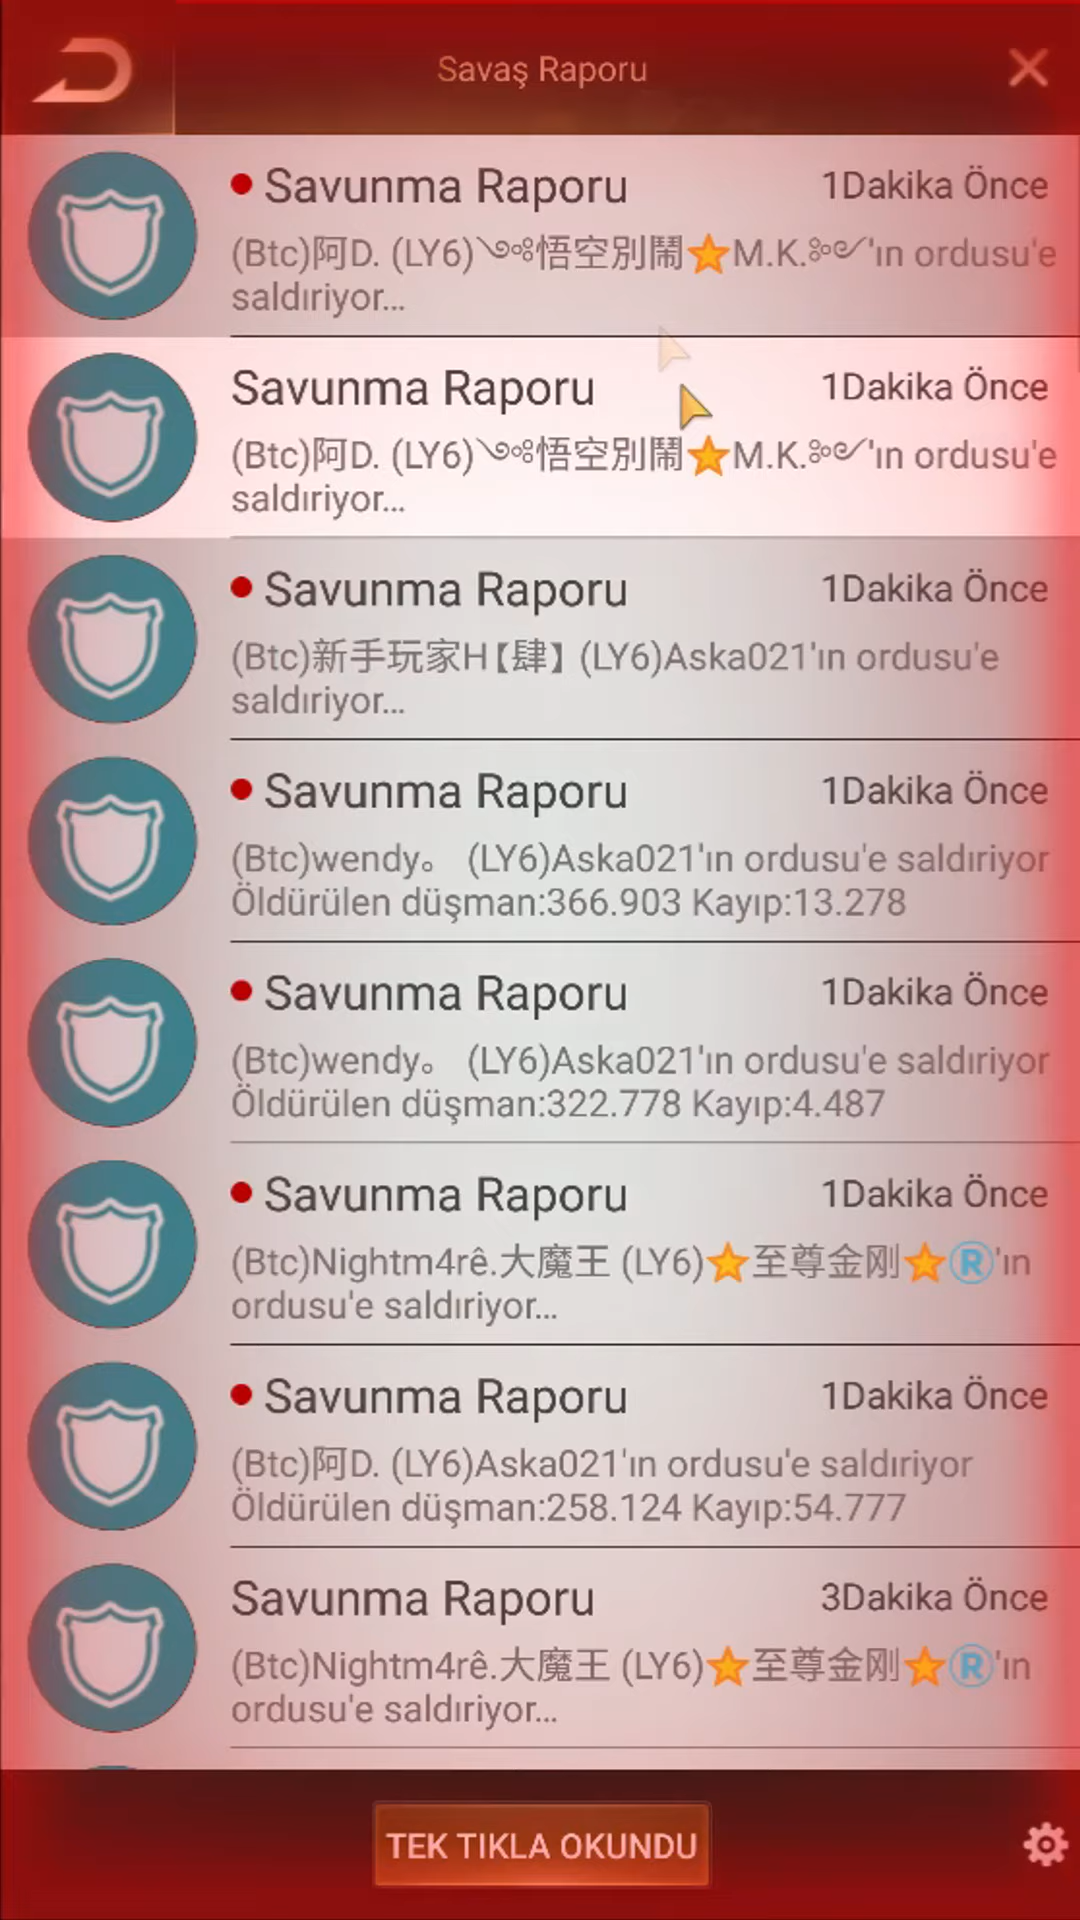 Savaş Raporu
Savunma Raporu 1Dakika Önce
(Btc)阿D. (LY6)༺悟空別鬧⭐M.K.༻'ın ordusu'e
saldırıyor...
Savunma Raporu 1Dakika Önce
(Btc)阿D. (LY6)༺悟空別鬧⭐M.K.༻'ın ordusu'e
saldırıyor...
Savunma Raporu 1Dakika Önce
(Btc)新手玩家H【肆】 (LY6)Aska021'ın ordusu'e
saldırıyor...
Savunma Raporu 1Dakika Önce
(Btc)wendy。 (LY6)Aska021'ın ordusu'e saldırıyor
Öldürülen düşman:366.903 Kayıp:13.278
Savunma Raporu 1Dakika Önce
(Btc)wendy。 (LY6)Aska021'ın ordusu'e saldırıyor
Öldürülen düşman:322.778 Kayıp:4.487
Savunma Raporu 1Dakika Önce
(Btc)Nightm4rê.大魔王 (LY6)⭐至尊金刚⭐®'ın
ordusu'e saldırıyor...
Savunma Raporu 1Dakika Önce
(Btc)阿D. (LY6)Aska021'ın ordusu'e saldırıyor
Öldürülen düşman:258.124 Kayıp:54.777
Savunma Raporu 3Dakika Önce
(Btc)Nightm4rê.大魔王 (LY6)⭐至尊金刚⭐®'ın
ordusu'e saldırıyor...
TEK TIKLA OKUNDU